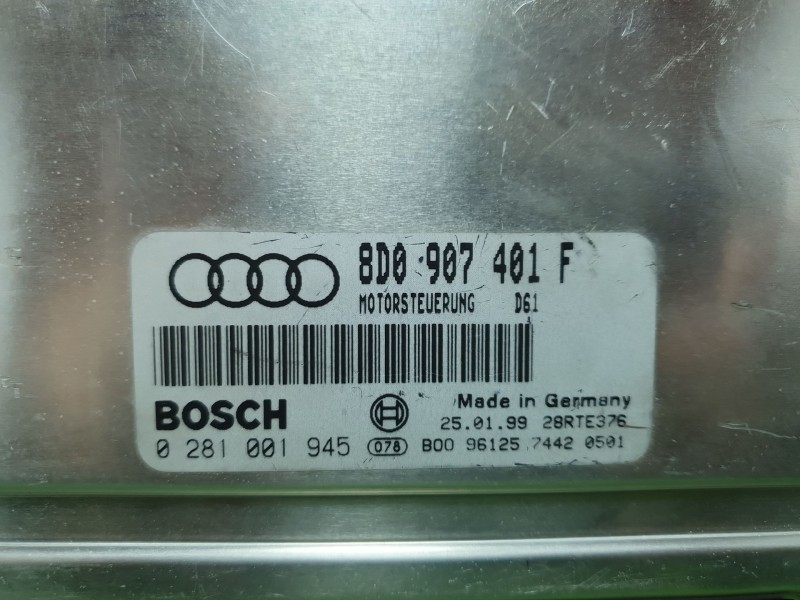 8D0 907 401 F
MOTORSTEUERUNG D61
BOSCH
Made in Germany
25.01.99 28RTE376
0 281 001 945 078 B00 96125 7442 0501